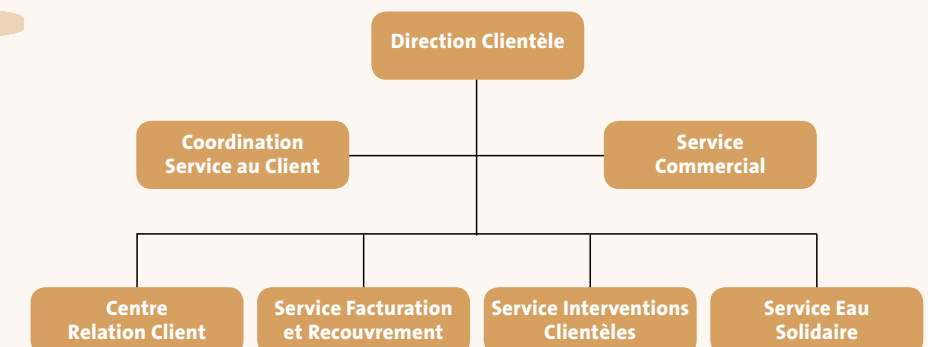 Direction Clientèle
Coordination
Service au Client
Service
Commercial
Centre
Relation Client
Service Facturation
et Recouvrement
Service Interventions
Clientèles
Service Eau
Solidaire